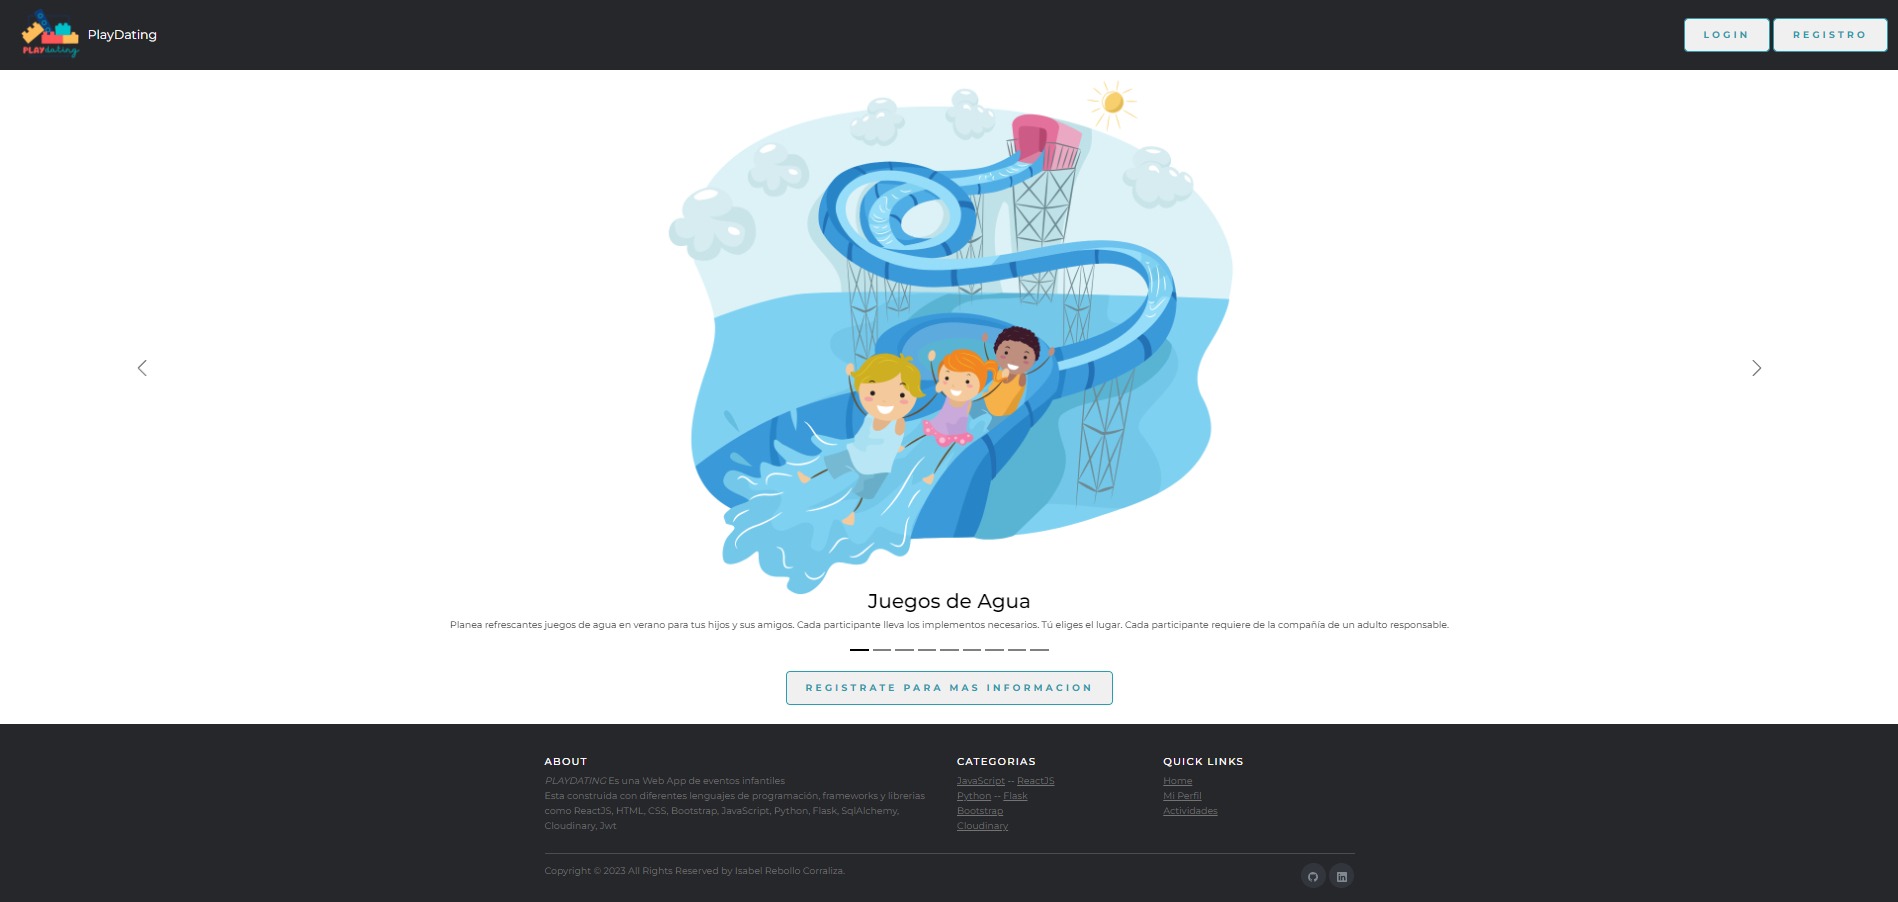 PLAYdating
PlayDating
LOGIN
REGISTRO
Juegos de Agua
Planea refrescantes juegos de agua en verano para tus hijos y sus amigos. Cada participante lleva los implementos necesarios. Tú eliges el lugar. Cada participante requiere de la compañía de un adulto responsable.
REGISTRATE PARA MAS INFORMACION
ABOUT
PLAYDATING Es una Web App de eventos infantiles
Esta construida con diferentes lenguajes de programación, frameworks y librerias
como ReactJS, HTML, CSS, Bootstrap, JavaScript, Python, Flask, SqlAlchemy,
Cloudinary, Jwt
CATEGORIAS
JavaScript -- ReactJS
Python -- Flask
Bootstrap
Cloudinary
QUICK LINKS
Home
Mi Perfil
Actividades
Copyright © 2023 All Rights Reserved by Isabel Rebollo Corraliza.